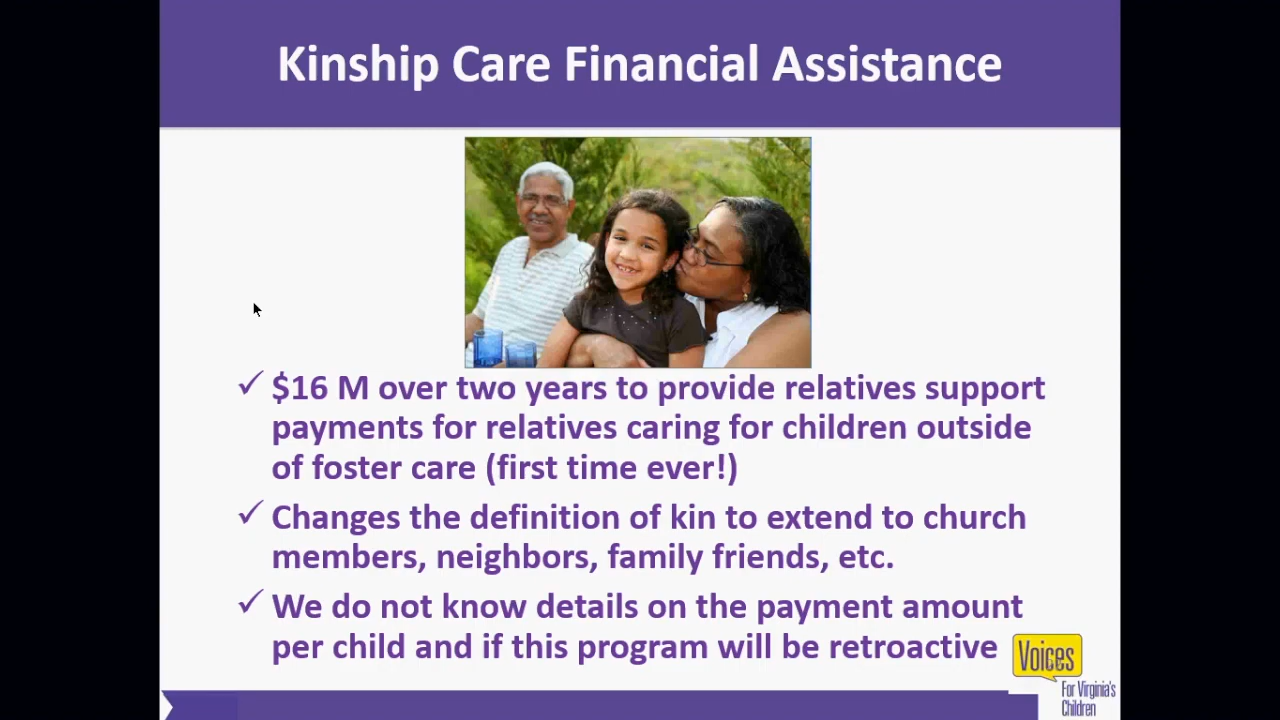 Kinship Care Financial Assistance
$16 M over two years to provide relatives support
payments for relatives caring for children outside
of foster care (first time ever!)
Changes the definition of kin to extend to church
members, neighbors, family friends, etc.
We do not know details on the payment amount
per child and if this program will be retroactive
Voices
For Virginia's
Children